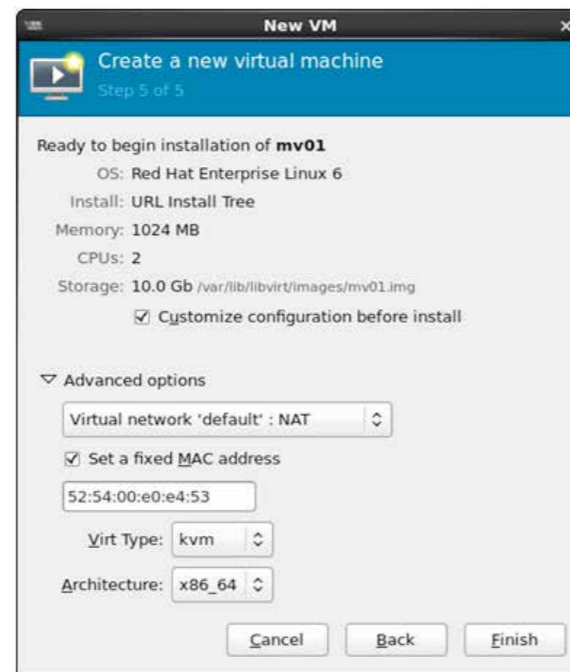 New VM
Create a new virtual machine
Step 5 of 5
Ready to begin installation of mv01
OS: Red Hat Enterprise Linux 6
Install: URL Install Tree
Memory: 1024 MB
CPUs: 2
Storage: 10.0 Gb /var/lib/libvirt/images/mv01.img
Customize configuration before install
Advanced options
Virtual network 'default' : NAT
Set a fixed MAC address
52:54:00:e0:e4:53
Virt Type: kvm
Architecture: x86_64
Cancel Back Finish